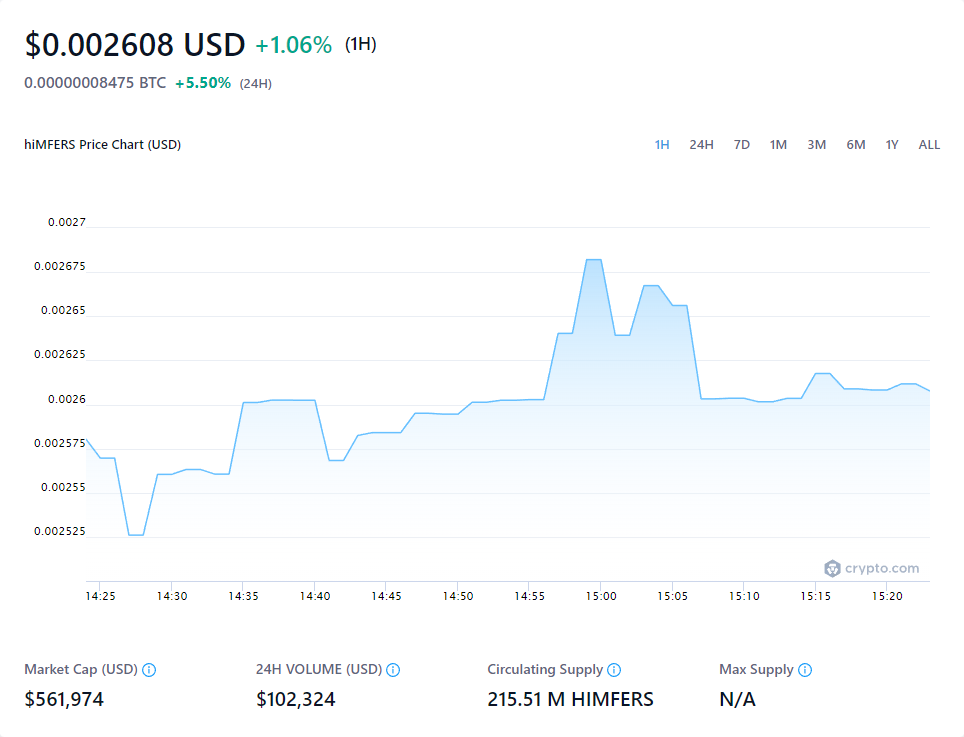 $0.002608 USD +1.06% (1H)
0.00000008475 BTC +5.50% (24H)
hiMFERS Price Chart (USD) 1H 24H 7D 1M 3M 6M 1Y ALL
0.0027
0.002675
0.00265
0.002625
0.0026
0.002575
0.00255
0.002525
crypto.com
14:25 14:30 14:35 14:40 14:45 14:50 14:55 15:00 15:05 15:10 15:15 15:20
Market Cap (USD) 24H VOLUME (USD) Circulating Supply Max Supply
$561,974 $102,324 215.51 M HIMFERS N/A